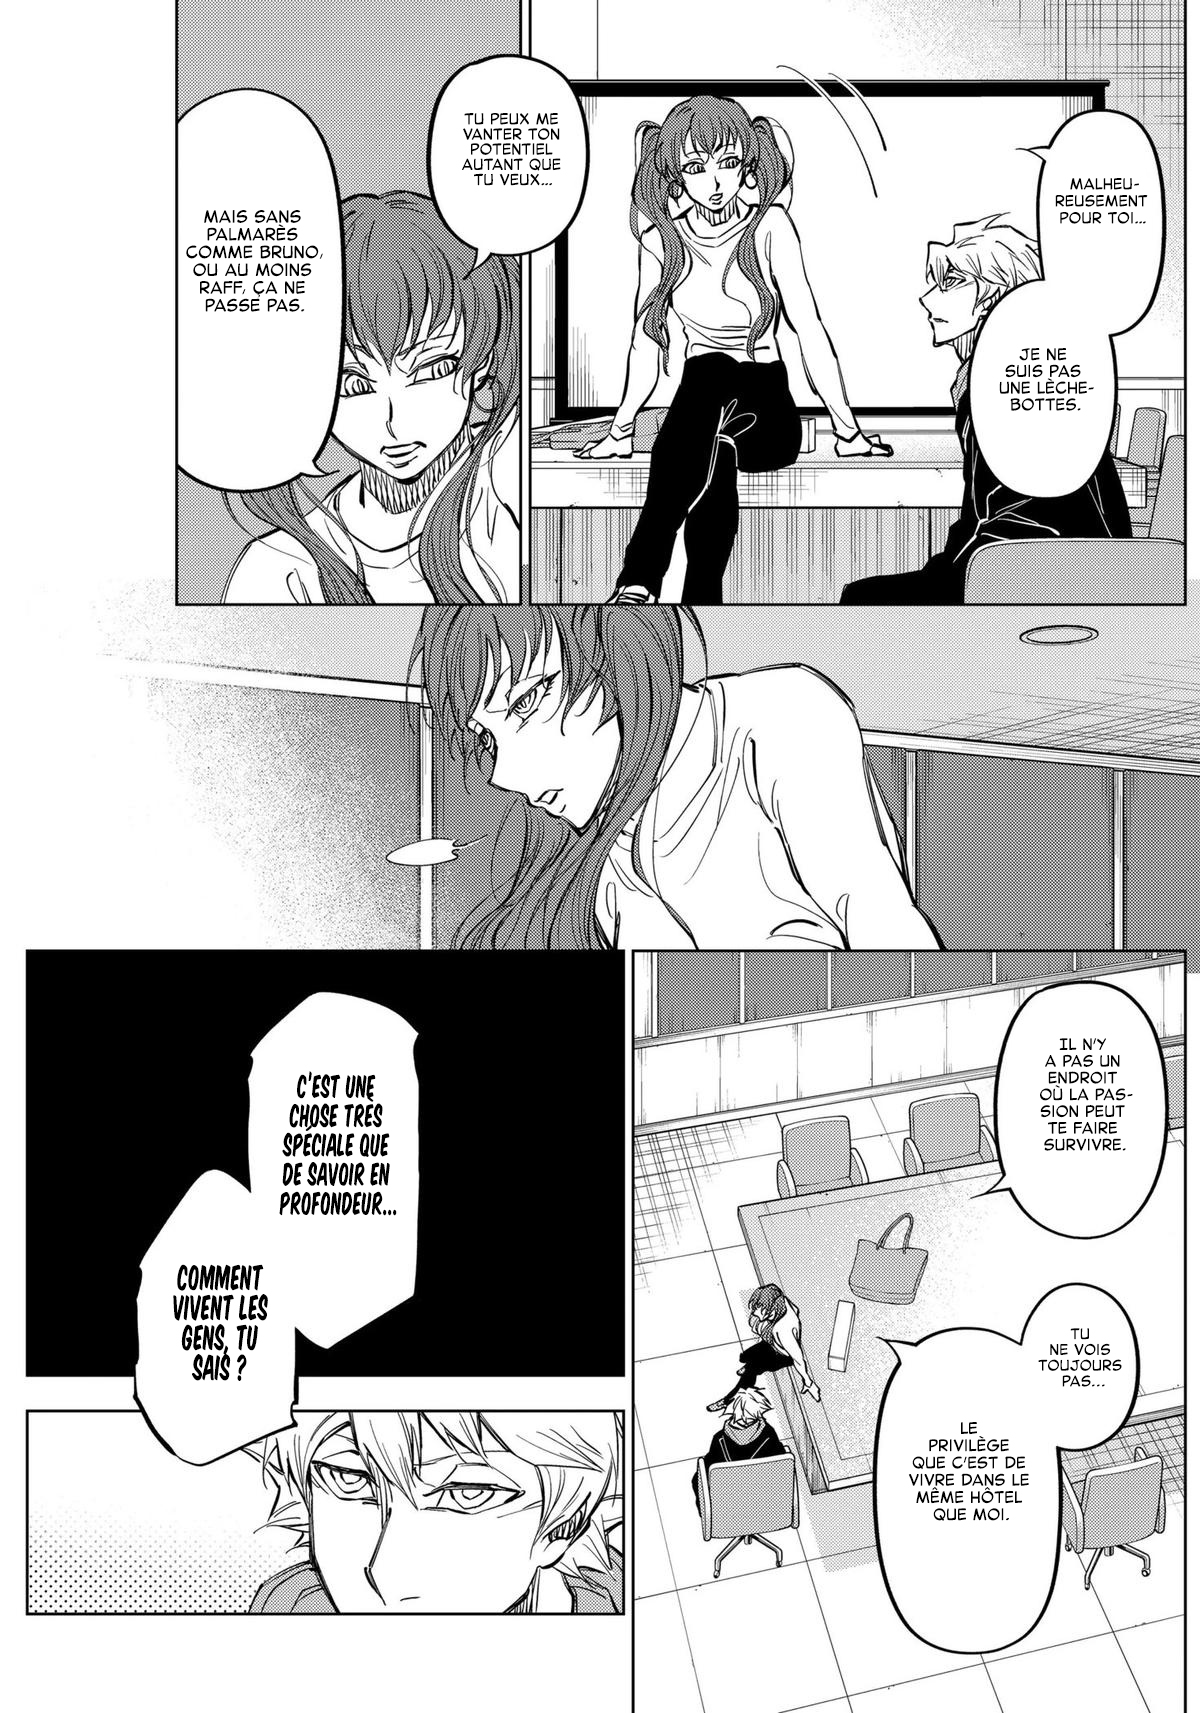 MALHEU-
REUSEMENT
POUR TOI...
JE NE
SUIS PAS
UNE LÈCHE-
BOTTES.
TU PEUX ME
VANTER TON
POTENTIEL
AUTANT QUE
TU VEUX...
MAIS SANS
PALMARÈS
COMME BRUNO,
OU AU MOINS
RAFF, ÇA NE
PASSE PAS.
IL N'Y
A PAS UN
ENDROIT
OÙ LA PAS-
SION PEUT
TE FAIRE
SURVIVRE.
TU
NE VOIS
TOUJOURS
PAS...
LE
PRIVILÈGE
QUE C'EST DE
VIVRE DANS LE
MÊME HÔTEL
QUE MOI.
C'EST UNE
CHOSE TRÈS
SPÉCIALE QUE
DE SAVOIR EN
PROFONDEUR...
COMMENT
VIVENT LES
GENS, TU
SAIS ?